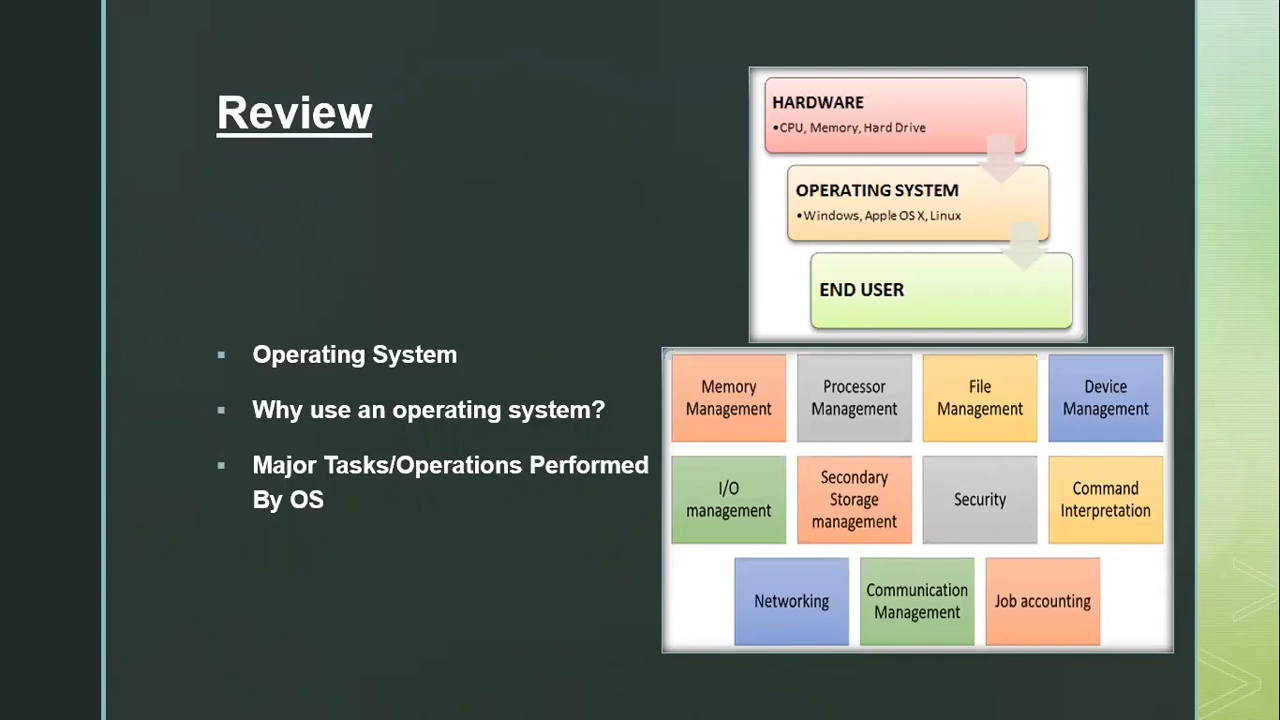 Review
HARDWARE
•CPU, Memory, Hard Drive
OPERATING SYSTEM
•Windows, Apple OS X, Linux
END USER
▪ Operating System
▪ Why use an operating system?
▪ Major Tasks/Operations Performed
By OS
Memory
Management
Processor
Management
File
Management
Device
Management
I/O
management
Secondary
Storage
management
Security
Command
Interpretation
Networking
Communication
Management
Job accounting